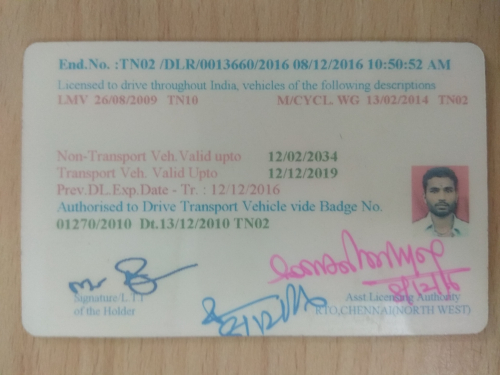 End.No. :TN02 /DLR/0013660/2016 08/12/2016 10:50:52 AM
Licensed to drive throughout India, vehicles of the following descriptions
LMV 26/08/2009 TN10 M/CYCL. WG 13/02/2014 TN02
Non-Transport Veh.Valid upto 12/02/2034
Transport Veh. Valid Upto 12/12/2019
Prev.DL.Exp.Date - Tr. : 12/12/2016
Authorised to Drive Transport Vehicle vide Badge No.
01270/2010 Dt.13/12/2010 TN02
Signature/L T I Asst.Licensing Authority
of the Holder RTO,CHENNAI(NORTH WEST)